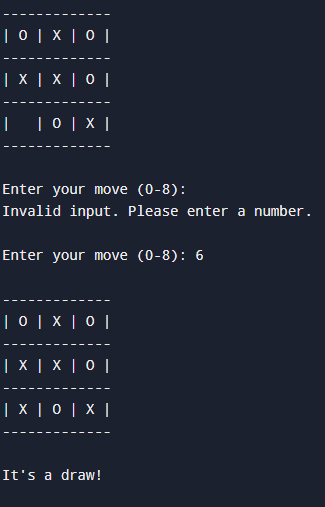 -------------
| O | X | O |
-------------
| X | X | O |
-------------
|   | O | X |
-------------
Enter your move (0-8):
Invalid input. Please enter a number.
Enter your move (0-8): 6
-------------
| O | X | O |
-------------
| X | X | O |
-------------
| X | O | X |
-------------
It's a draw!